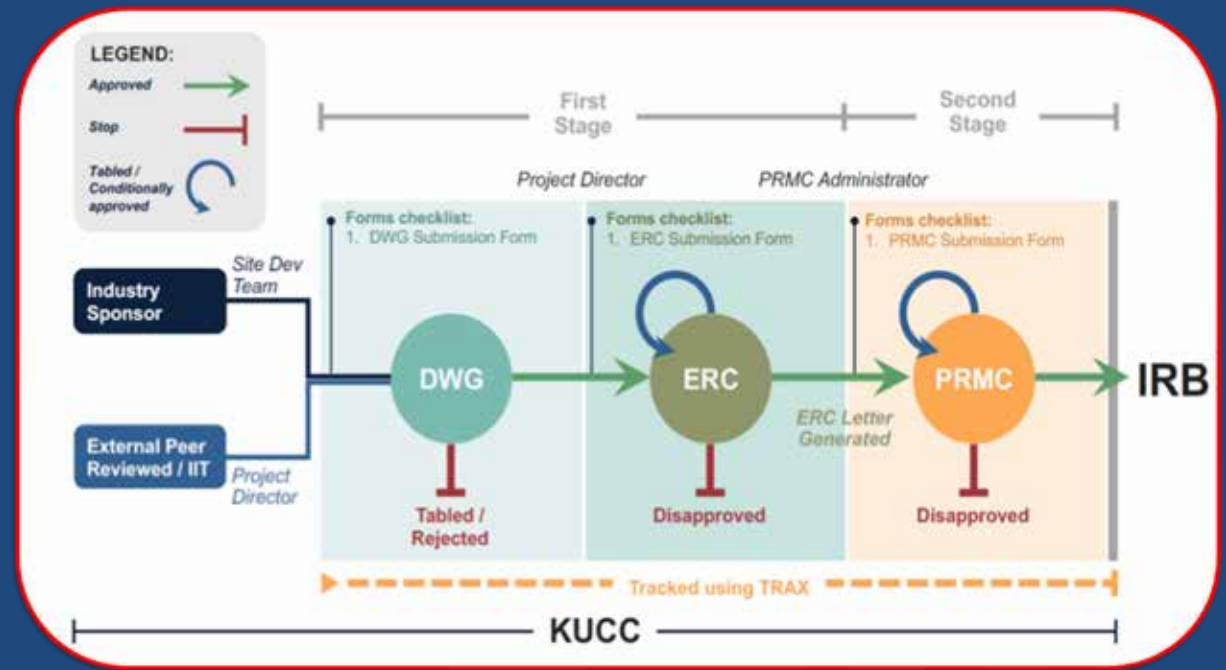 LEGEND:
Approved
Stop
Tabled /
Conditionally
approved
First
Stage
Second
Stage
Project Director
PRMC Administrator
Forms checklist:
1. DWG Submission Form
Forms checklist:
1. ERC Submission Form
Forms checklist:
1. PRMC Submission Form
Industry
Sponsor
Site Dev
Team
External Peer
Reviewed / IIT
Project
Director
DWG
ERC
PRMC
IRB
ERC Letter
Generated
Tabled /
Rejected
Disapproved
Disapproved
Tracked using TRAX
KUCC